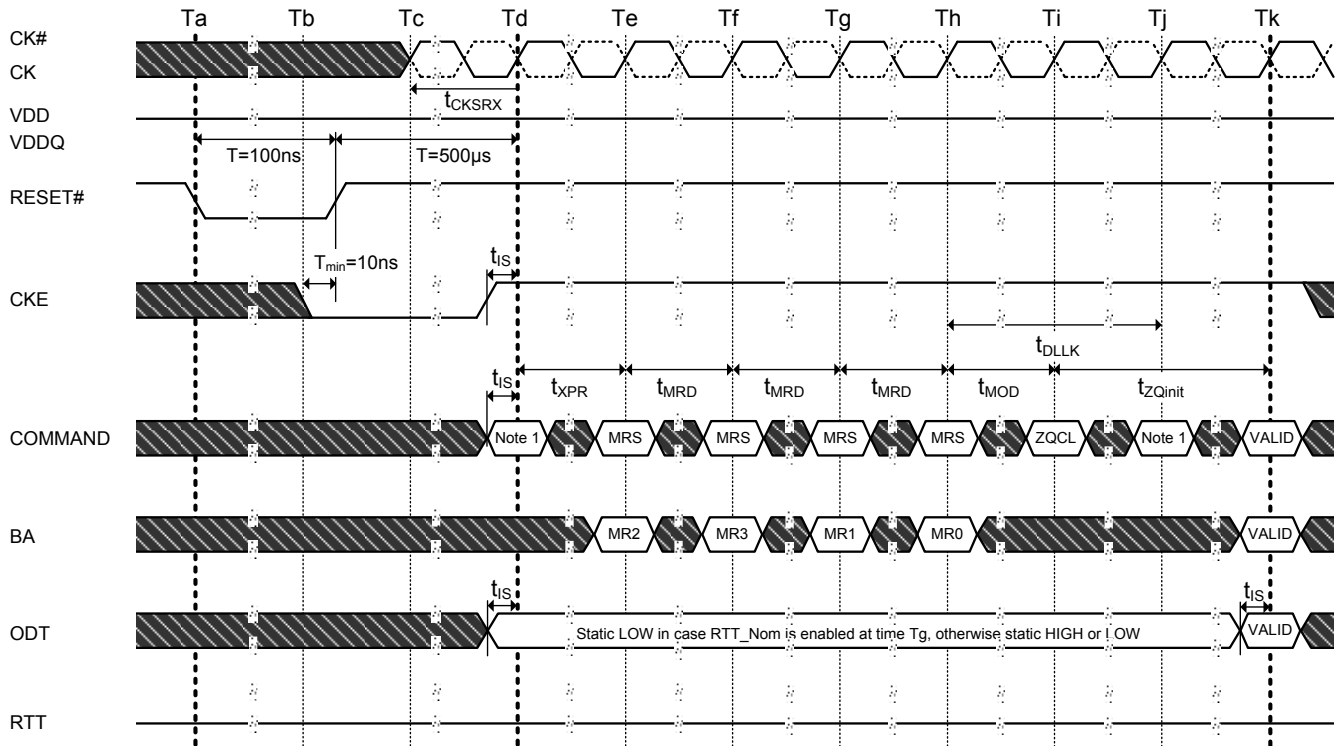 Ta Tb Tc Td Te Tf Tg Th Ti Tj Tk
CK#
CK
tCKSRX
VDD
VDDQ
T=100ns T=500µs
RESET#
Tmin=10ns
tIS
CKE
tDLLK
tIS tXPR tMRD tMRD tMRD tMOD tZQinit
COMMAND Note 1 MRS MRS MRS MRS ZQCL Note 1 VALID
BA MR2 MR3 MR1 MR0 VALID
tIS tIS
ODT Static LOW in case RTT_Nom is enabled at time Tg, otherwise static HIGH or LOW VALID
RTT